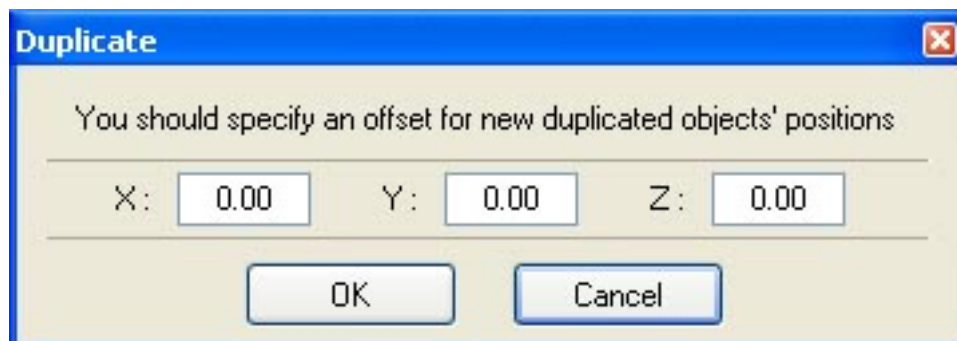 Duplicate
You should specify an offset for new duplicated objects' positions
X: 0.00 Y: 0.00 Z: 0.00
OK Cancel